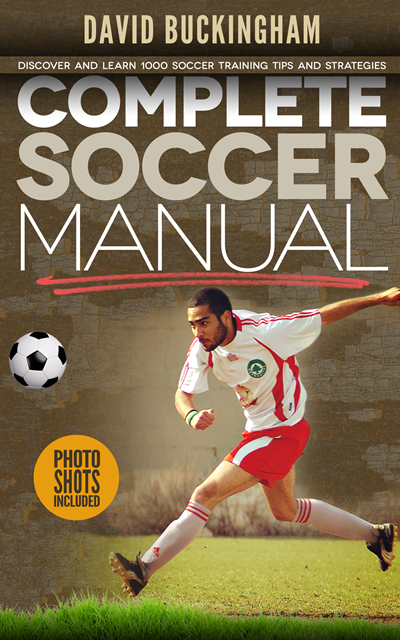 DAVID BUCKINGHAM
DISCOVER AND LEARN 1000 SOCCER TRAINING TIPS AND STRATEGIES
COMPLETE
SOCCER
MANUAL
PHOTO
SHOTS
INCLUDED